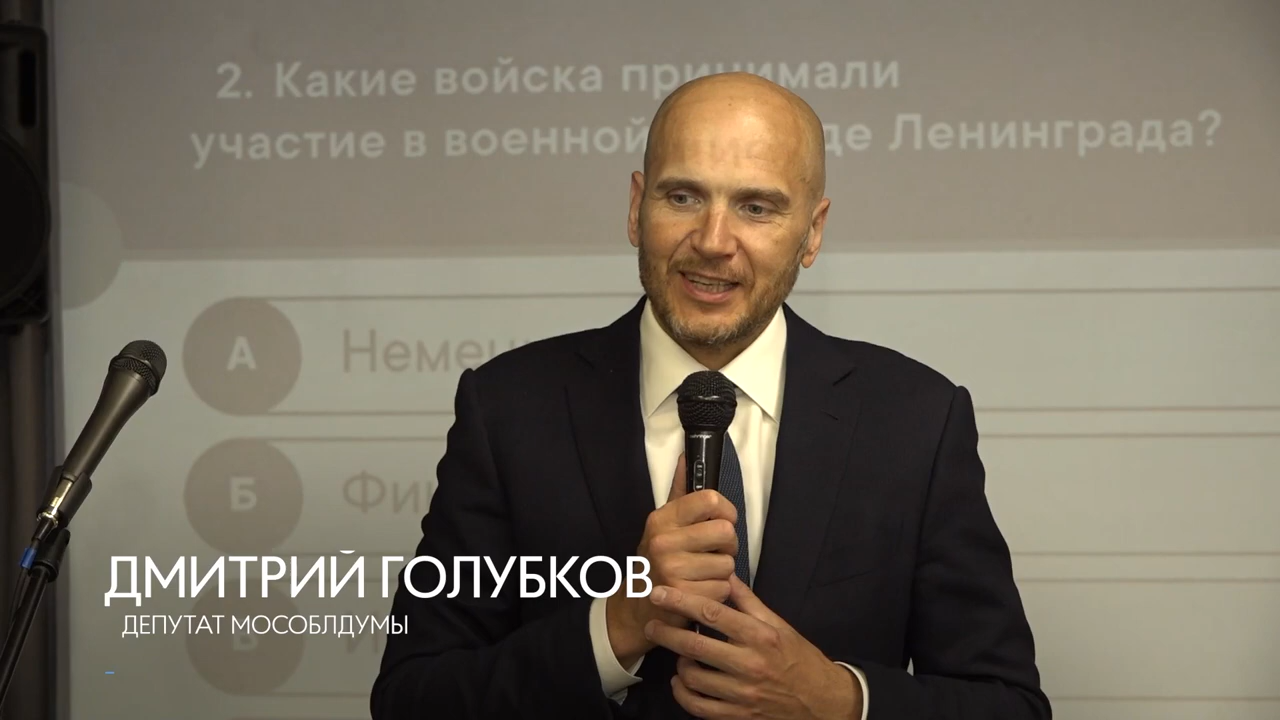 2. Какие войска принимали
участие в военной Ленинграда?
А
Б
ДМИТРИЙ ГОЛУБКОВ
ДЕПУТАТ МОСОБЛДУМЫ
В